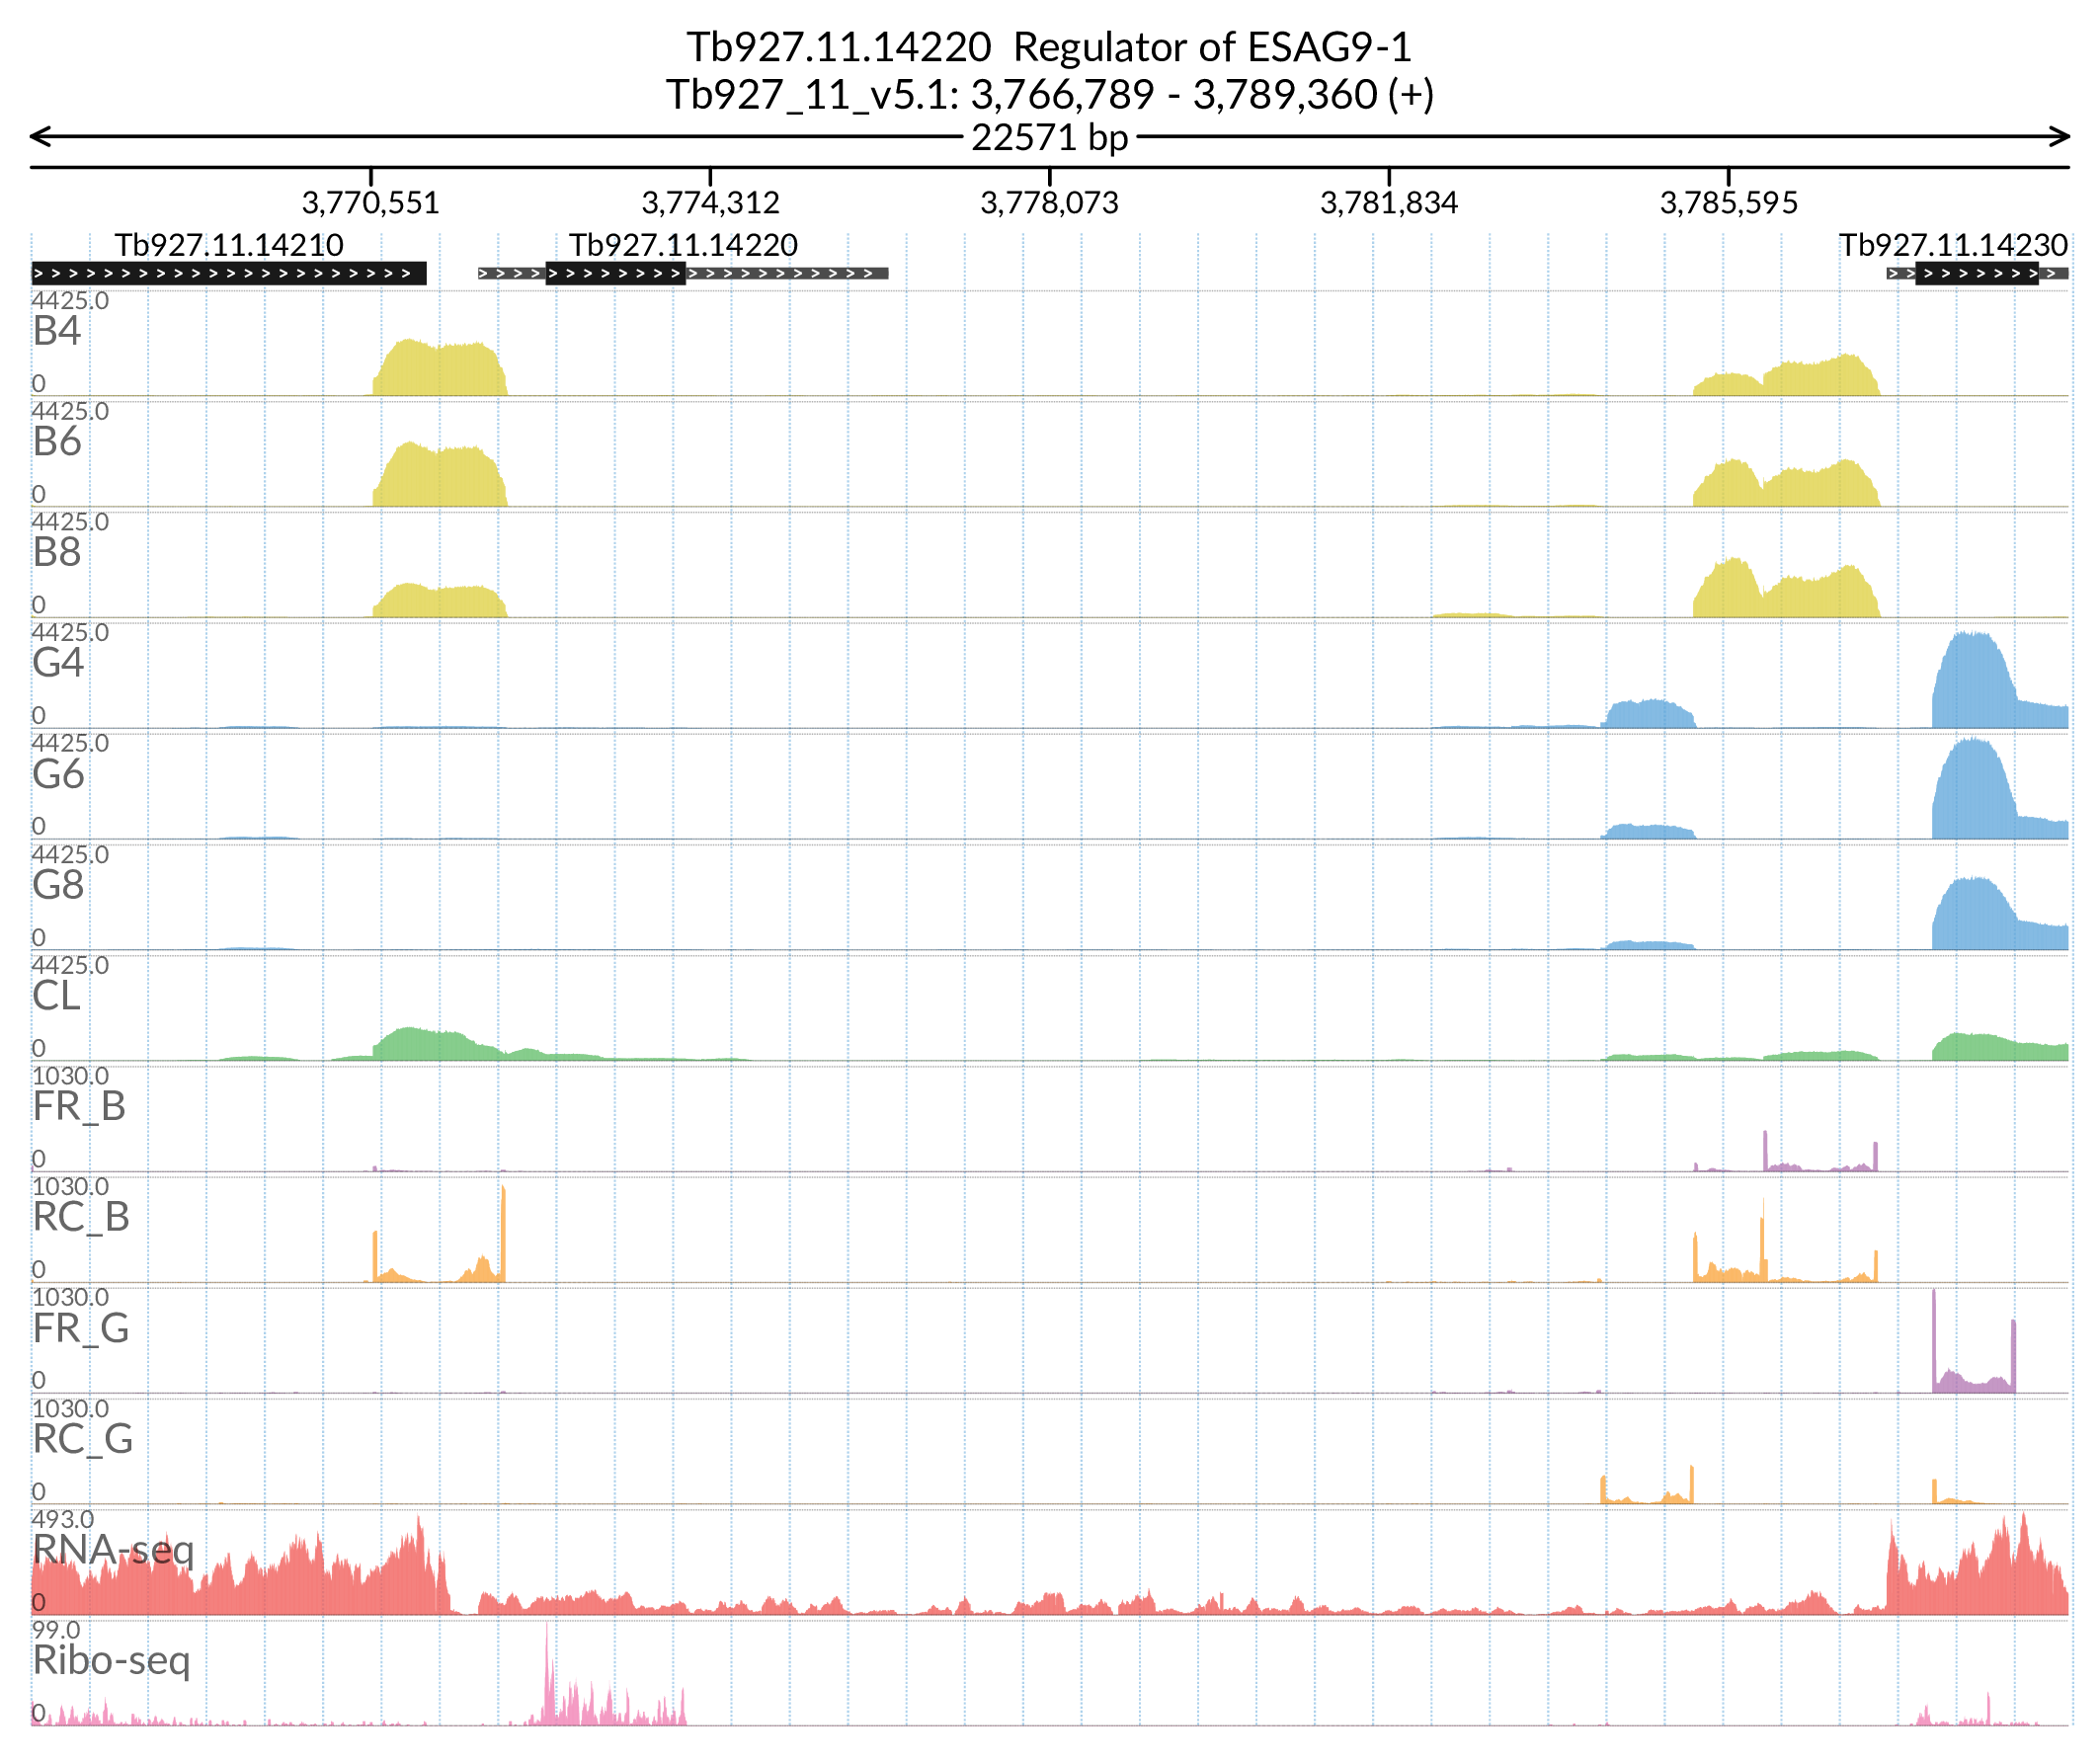 Tb927.11.14220 Regulator of ESAG9-1
Tb927_11_v5.1: 3,766,789 - 3,789,360 (+)
22571 bp
3,770,551 3,774,312 3,778,073 3,781,834 3,785,595
Tb927.11.14210 Tb927.11.14220 Tb927.11.14230
4425.0
B4
0
4425.0
B6
0
4425.0
B8
0
4425.0
G4
0
4425.0
G6
0
4425.0
G8
0
4425.0
CL
0
1030.0
FR_B
0
1030.0
RC_B
0
1030.0
FR_G
0
1030.0
RC_G
0
493.0
RNA-seq
0
99.0
Ribo-seq
0